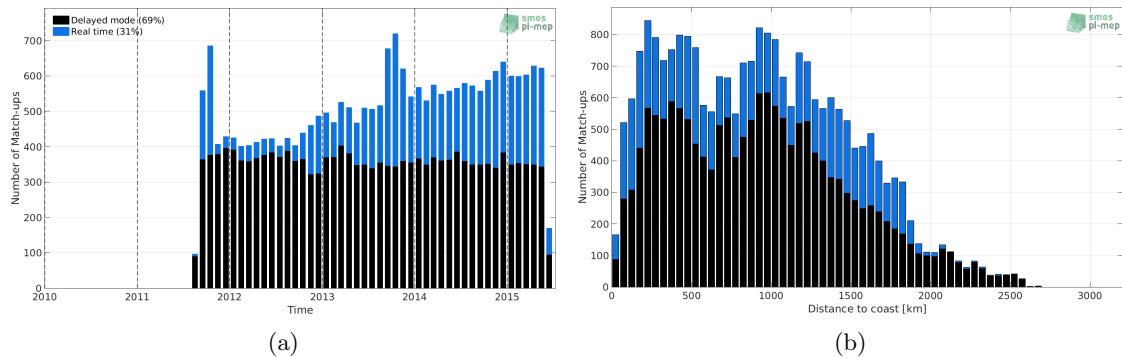 Delayed mode (69%)
Real time (31%)
smos
pi-mep
Number of Match-ups
700
600
500
400
300
200
100
0
2010 2011 2012 2013 2014 2015
Time
(a)
smos
pi-mep
Number of Match-ups
800
700
600
500
400
300
200
100
0
0 500 1000 1500 2000 2500 3000
Distance to coast [km]
(b)